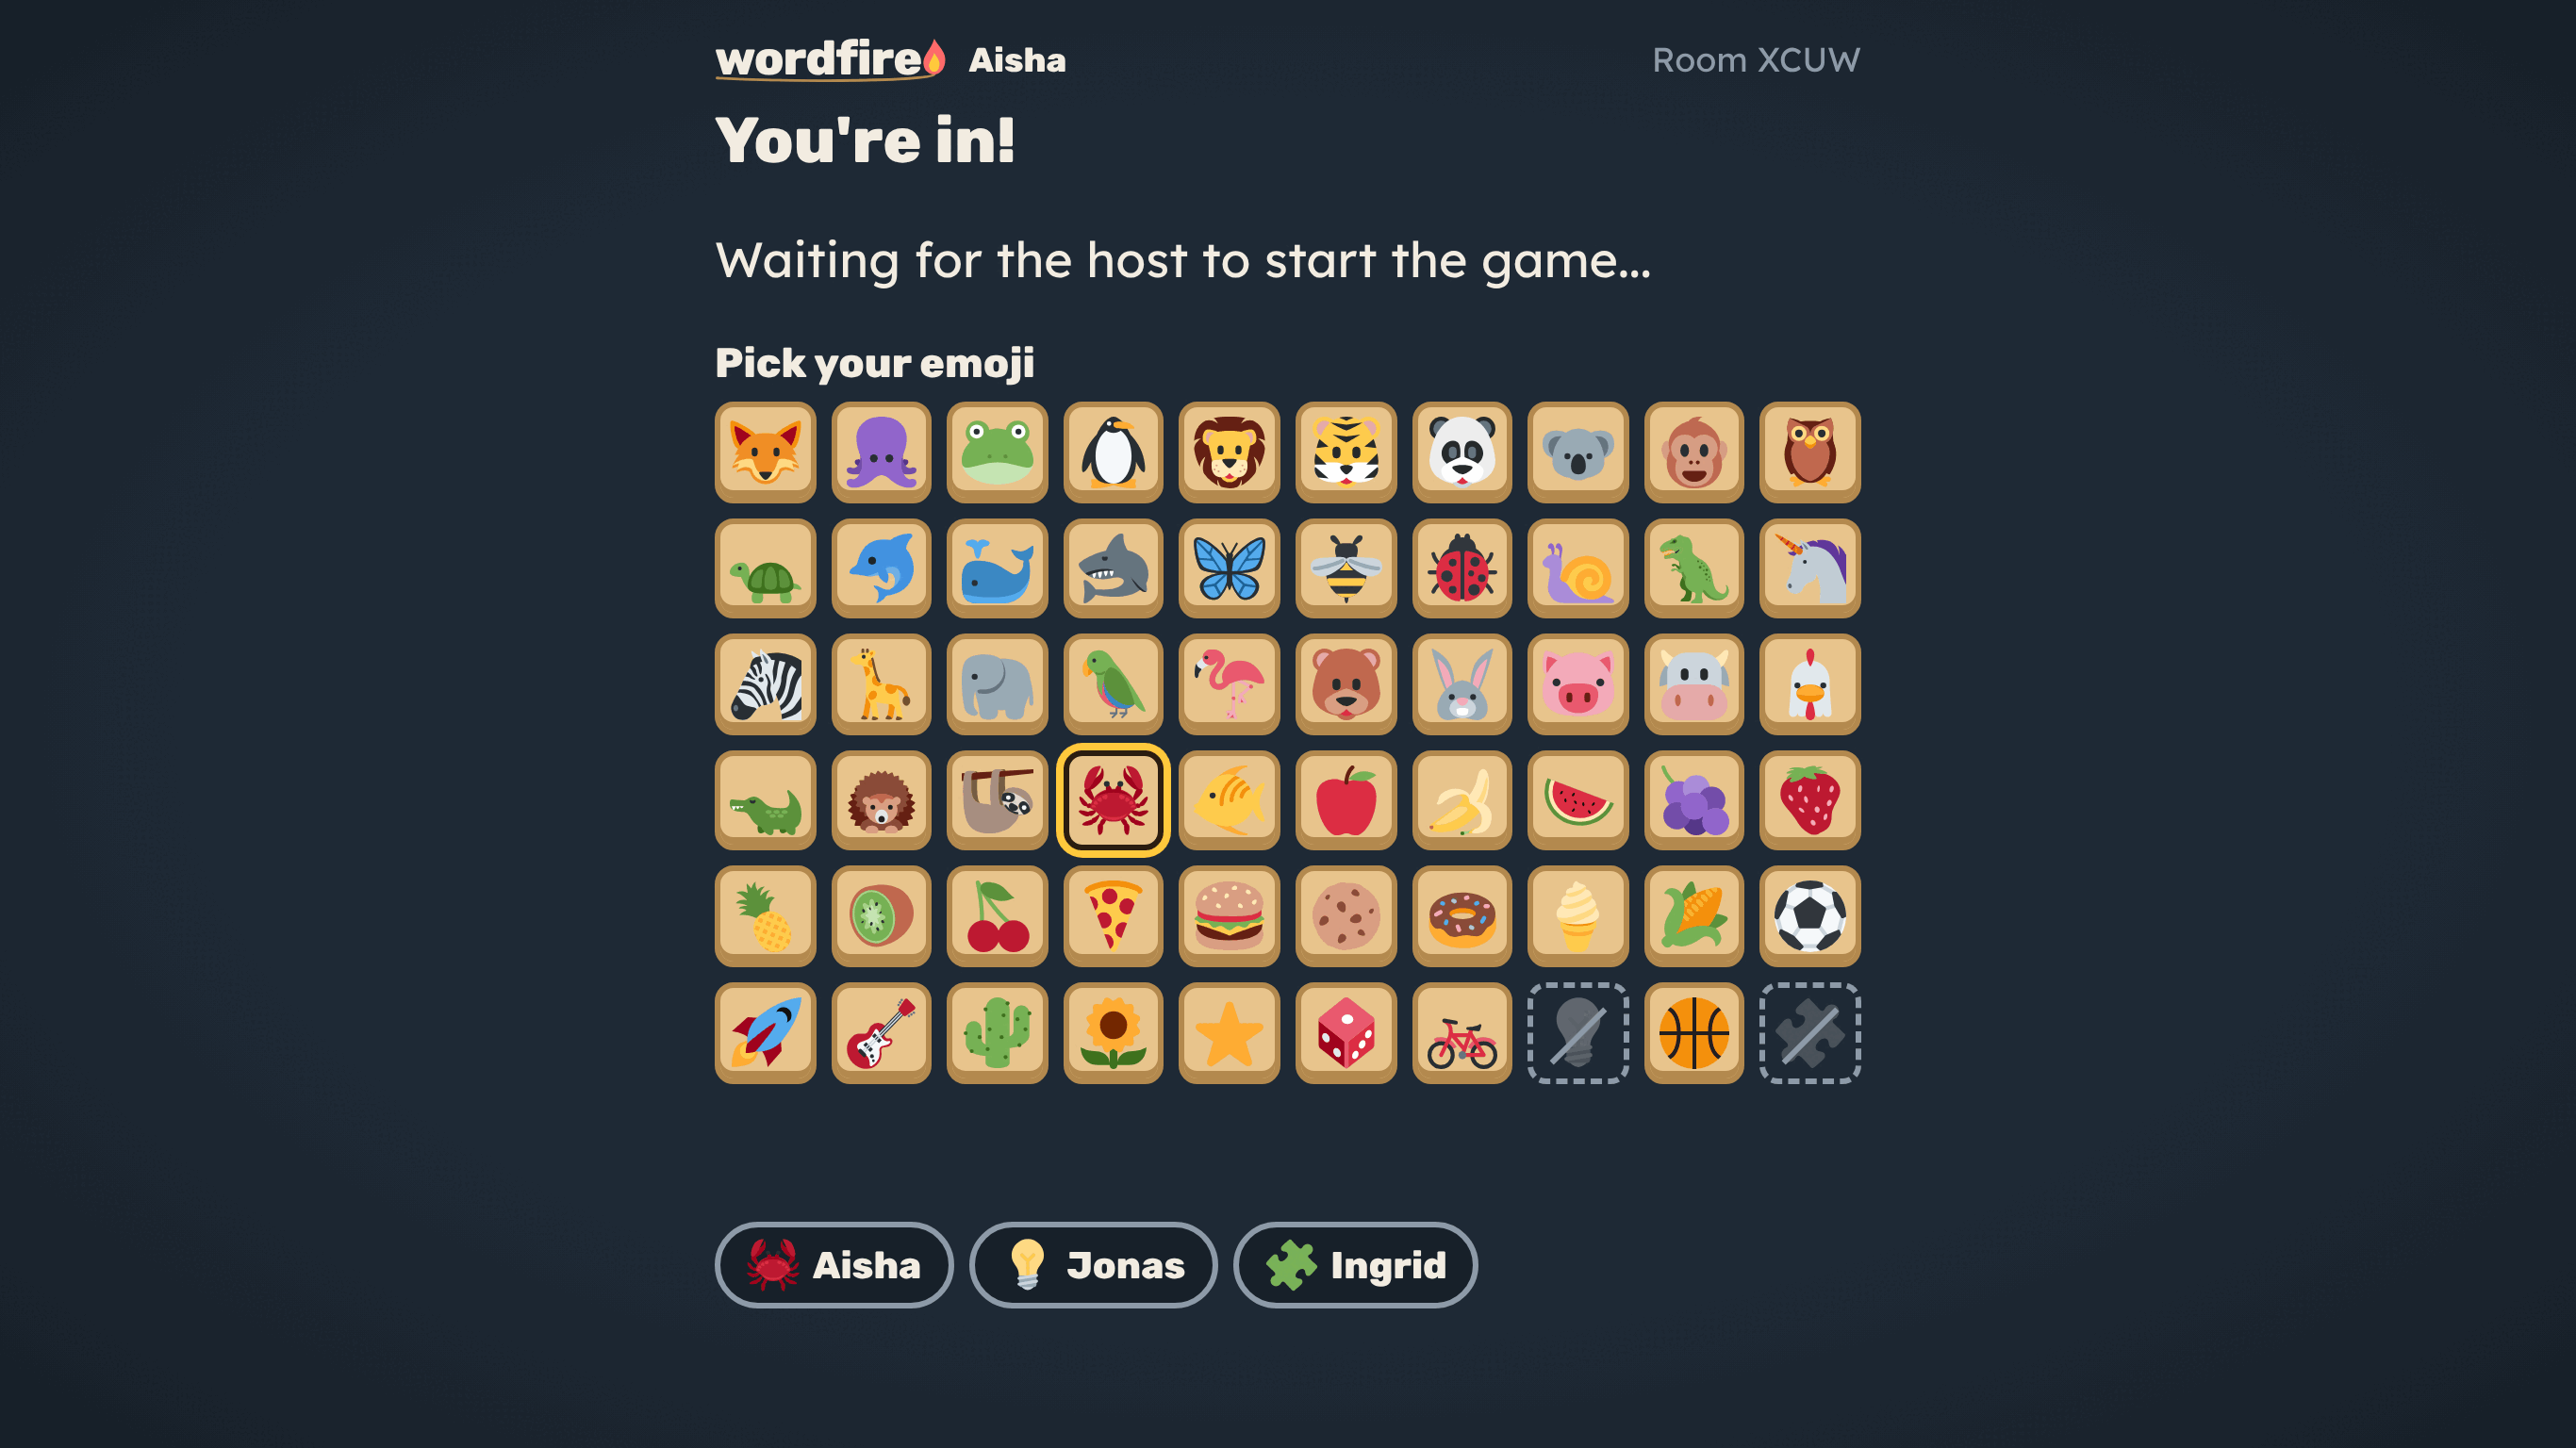 wordfire Aisha Room XCUW
You're in!
Waiting for the host to start the game...
Pick your emoji
Aisha Jonas Ingrid